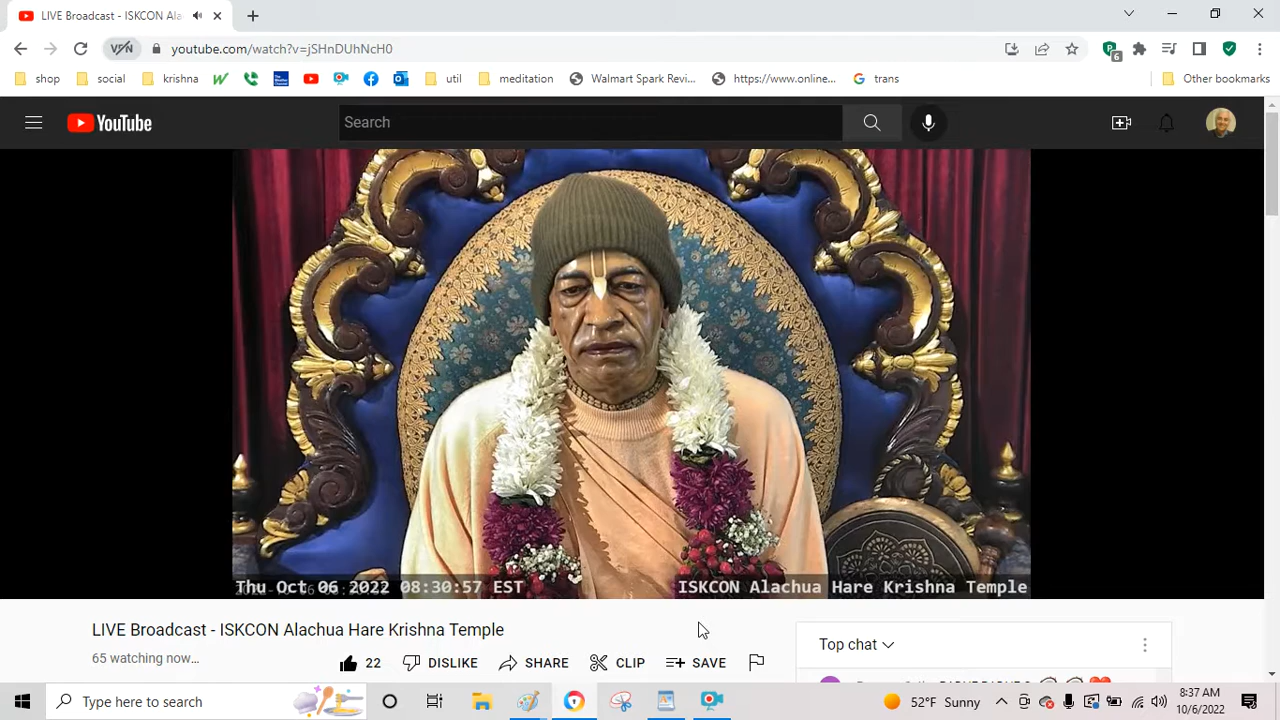 LIVE Broadcast - ISKCON Ala
youtube.com/watch?v=jSHnDUhNcH0
VPN
6
shop
social
krishna
util
meditation
Walmart Spark Revi...
https://www.online...
trans
Other bookmarks
YouTube
Search
Thu Oct 06 2022 08:30:57 EST
ISKCON Alachua Hare Krishna Temple
LIVE Broadcast - ISKCON Alachua Hare Krishna Temple
65 watching now...
22
DISLIKE
SHARE
CLIP
SAVE
Top chat
Type here to search
52°F Sunny
8:37 AM
10/6/2022